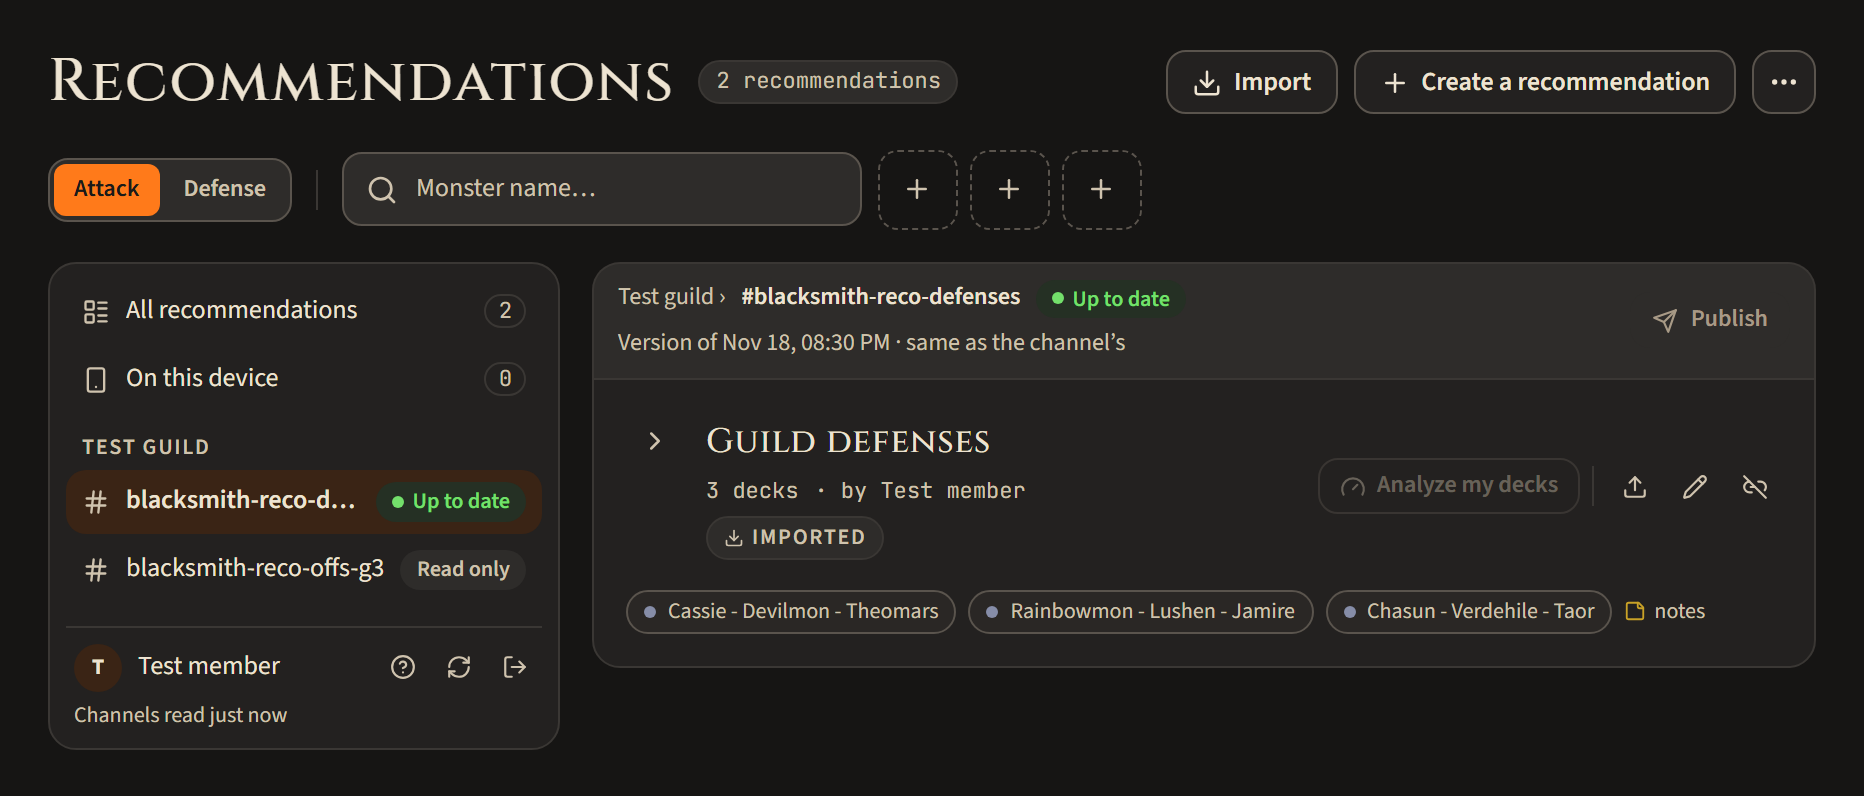 Recommendations
2 recommendations
Import
Create a recommendation
Attack
Defense
Monster name…
All recommendations
2
On this device
0
TEST GUILD
blacksmith-reco-d…
Up to date
blacksmith-reco-offs-g3
Read only
T
Test member
Channels read just now
Test guild › #blacksmith-reco-defenses
Up to date
Version of Nov 18, 08:30 PM · same as the channel’s
Publish
Guild defenses
3 decks · by Test member
IMPORTED
Analyze my decks
Cassie - Devilmon - Theomars
Rainbowmon - Lushen - Jamire
Chasun - Verdehile - Taor
notes